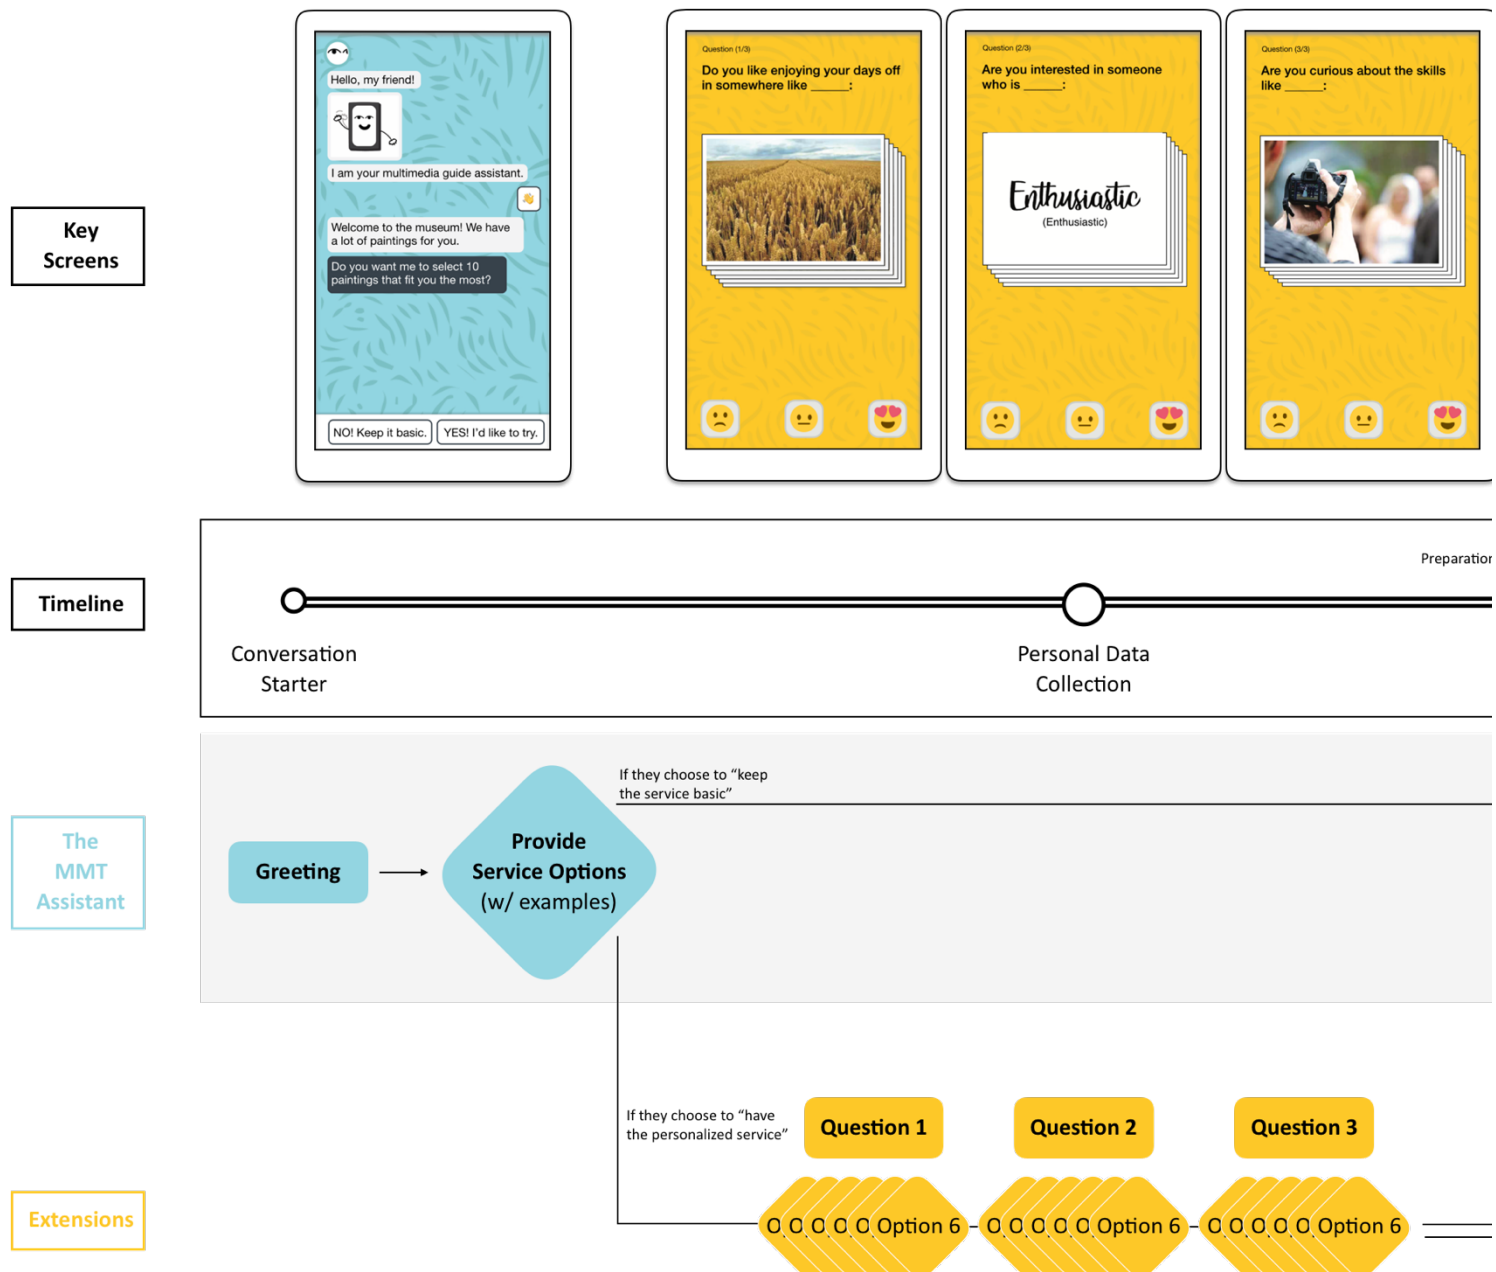 Key
Screens
Hello, my friend!
I am your multimedia guide assistant.
Welcome to the museum! We have
a lot of paintings for you.
Do you want me to select 10
paintings that fit you the most?
NO! Keep it basic.
YES! I'd like to try.
Question (1/3)
Do you like enjoying your days off
in somewhere like ______:
Question (2/3)
Are you interested in someone
who is ______:
Enthusiastic
(Enthusiastic)
Question (3/3)
Are you curious about the skills
like ______:
Timeline
Preparation
Conversation
Starter
Personal Data
Collection
The
MMT
Assistant
Greeting
Provide
Service Options
(w/ examples)
If they choose to “keep
the service basic”
If they choose to “have
the personalized service”
Question 1
Question 2
Question 3
Extensions
O O O O O Option 6
O O O O O Option 6
O O O O O Option 6